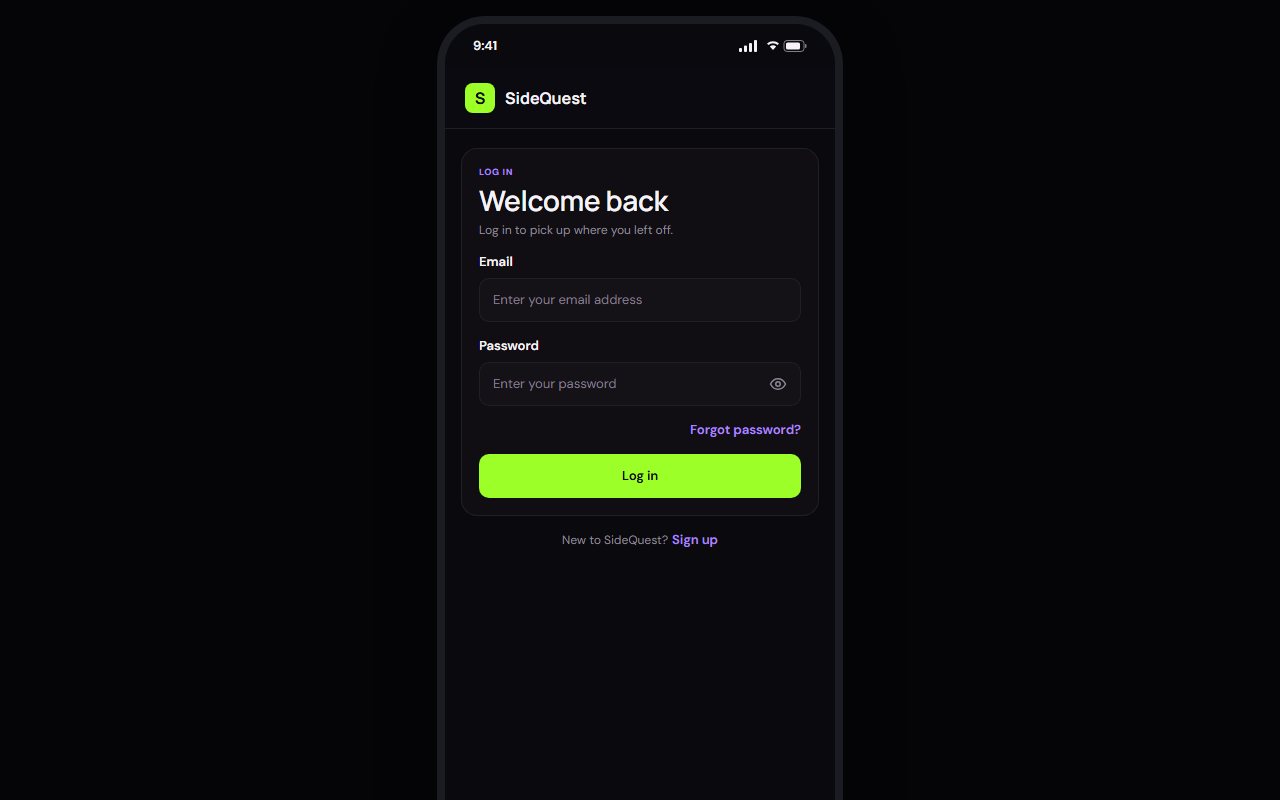 9:41
S SideQuest
LOG IN
Welcome back
Log in to pick up where you left off.
Email
Enter your email address
Password
Enter your password
Forgot password?
Log in
New to SideQuest? Sign up